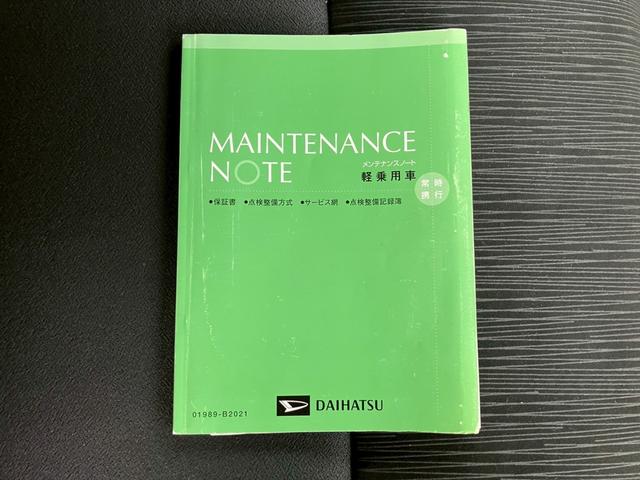 MAINTENANCE
NOTE
メンテナンスノート
軽乗用車
常時
携行
●保証書 ●点検整備方式 ●サービス網 ●点検整備記録簿
01989-B2021
DAIHATSU